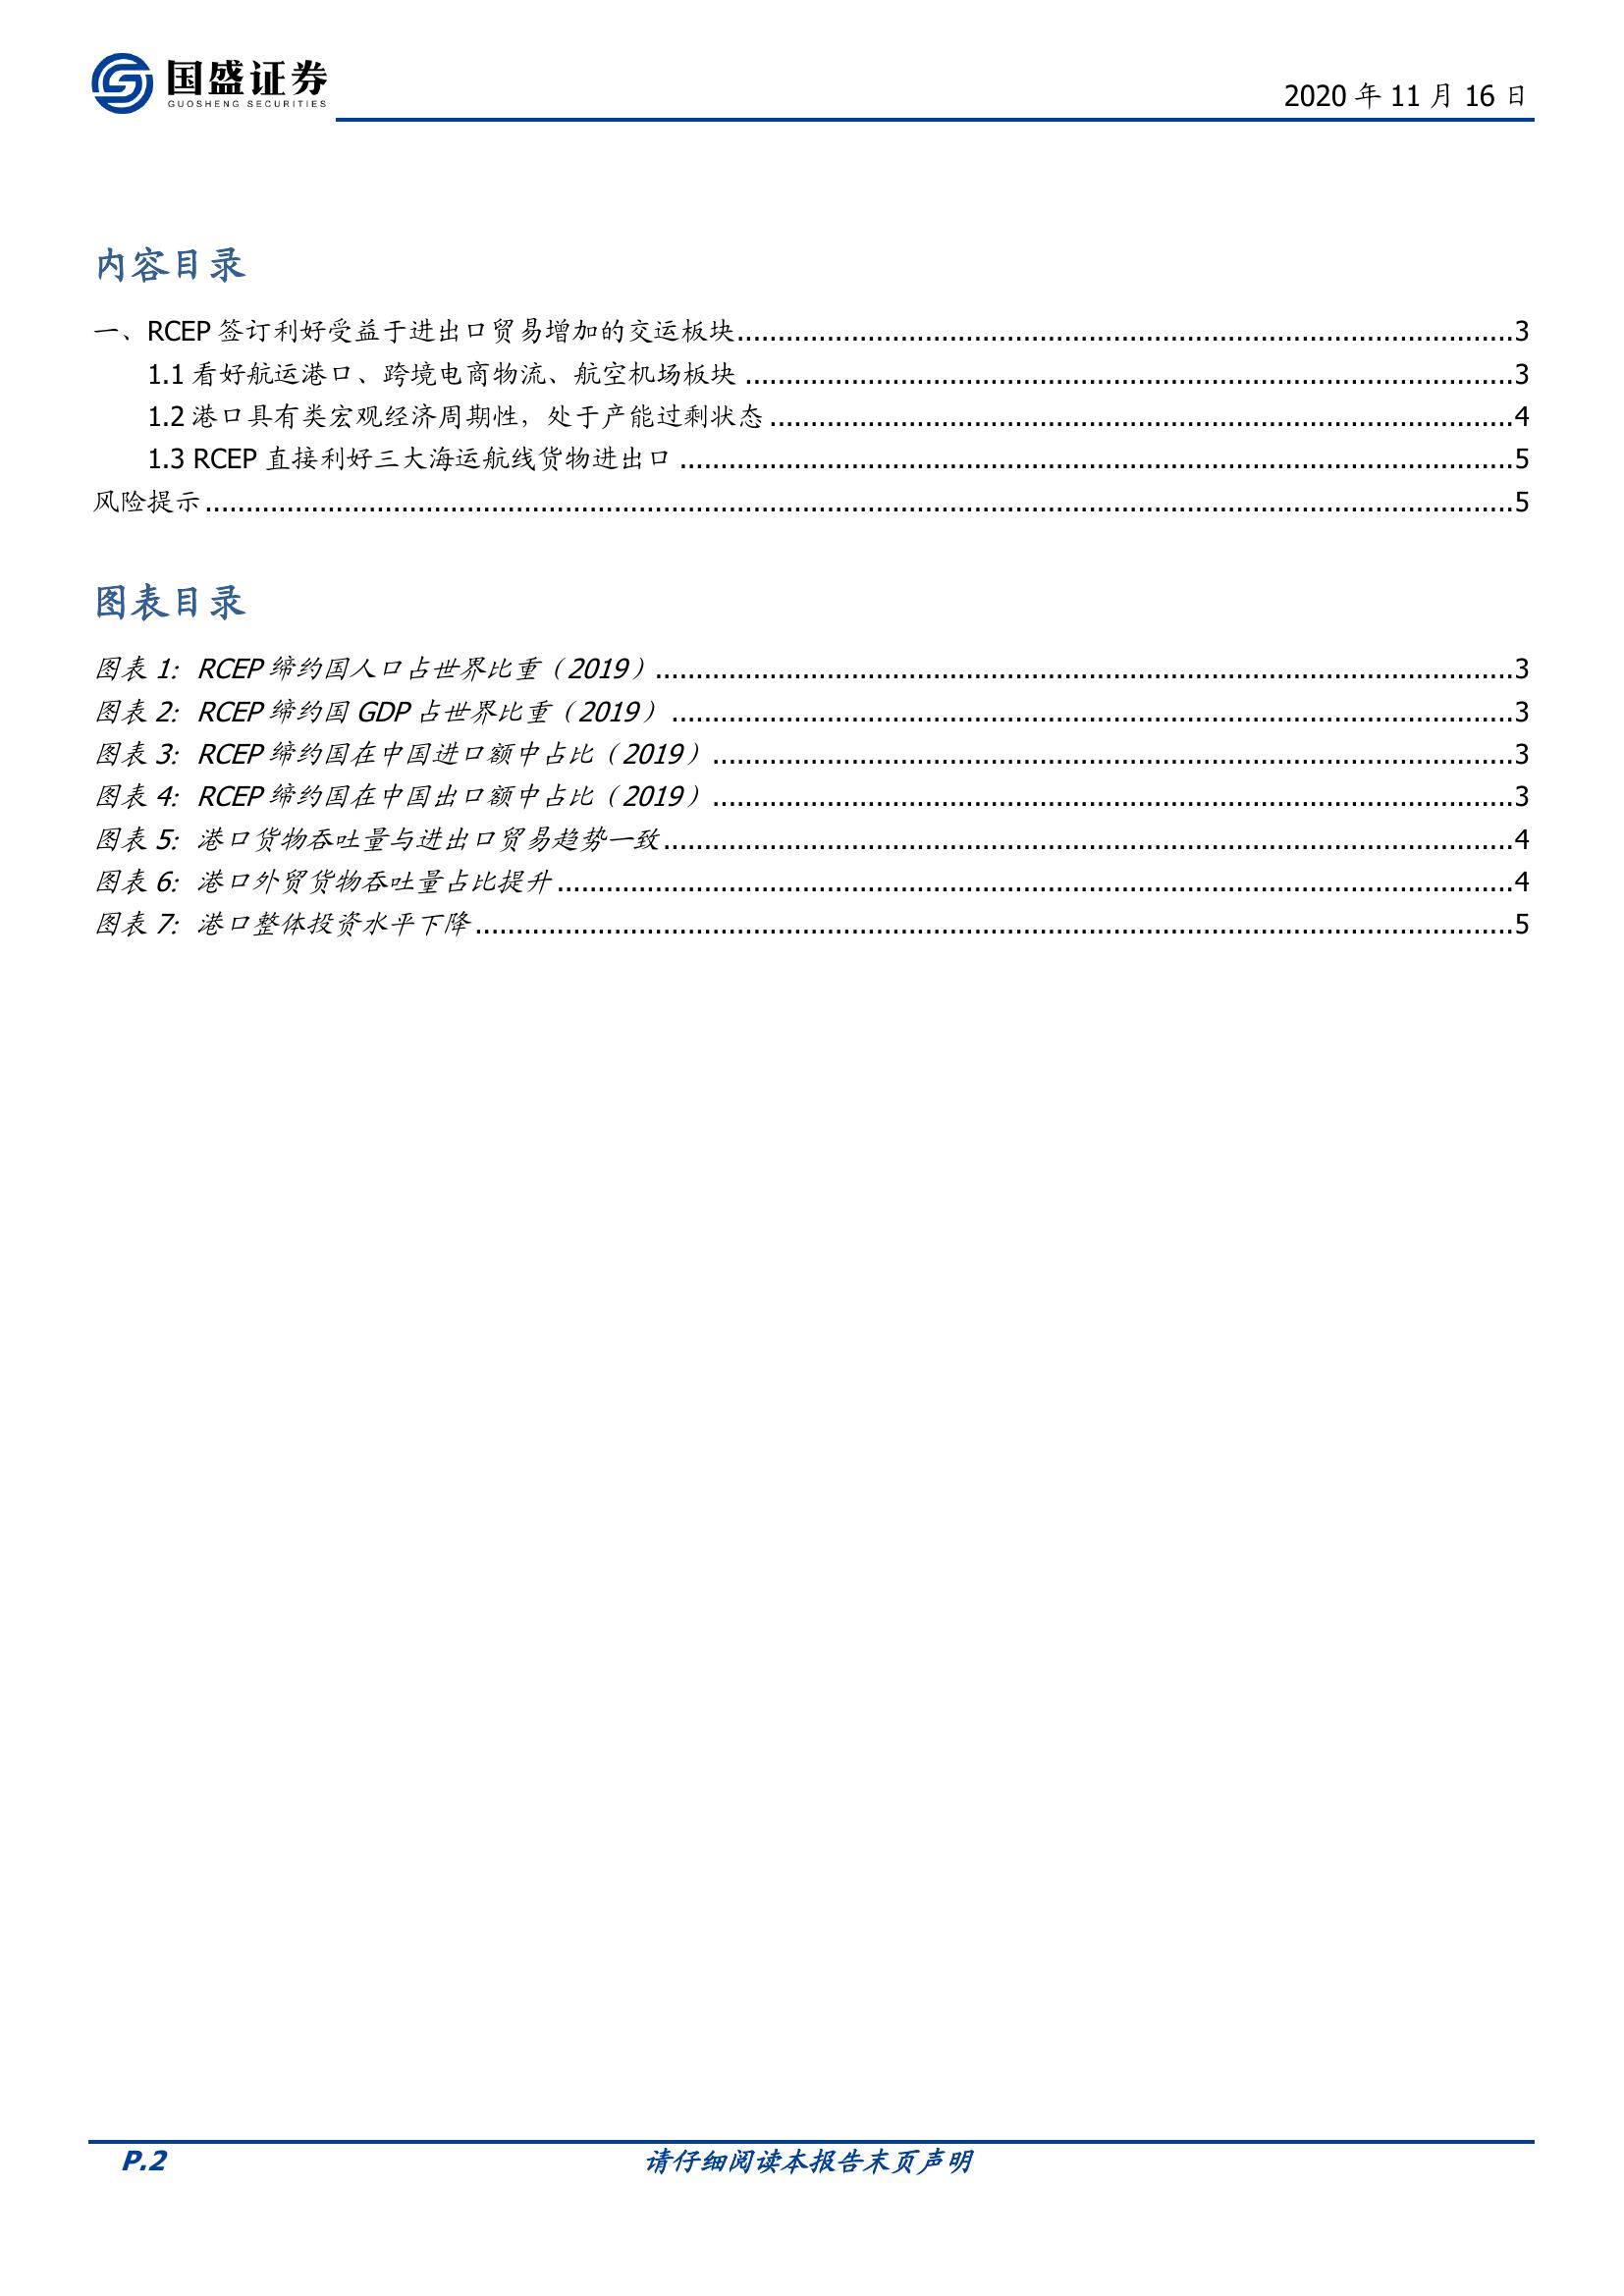 国盛证券
GUOSHENG SECURITIES
2020 年 11 月 16 日
内容目录
一、RCEP 签订利好受益于进出口贸易增加的交运板块....................3
1.1 看好航运港口、跨境电商物流、航空机场板块....................3
1.2 港口具有类宏观经济周期性，处于产能过剩状态....................4
1.3 RCEP 直接利好三大海运航线货物进出口....................5
风险提示....................5
图表目录
图表 1: RCEP 缔约国人口占世界比重（2019）....................3
图表 2: RCEP 缔约国 GDP 占世界比重（2019）....................3
图表 3: RCEP 缔约国在中国进口额中占比（2019）....................3
图表 4: RCEP 缔约国在中国出口额中占比（2019）....................3
图表 5: 港口货物吞吐量与进出口贸易趋势一致....................4
图表 6: 港口外贸货物吞吐量占比提升....................4
图表 7: 港口整体投资水平下降....................5
P.2
请仔细阅读本报告末页声明